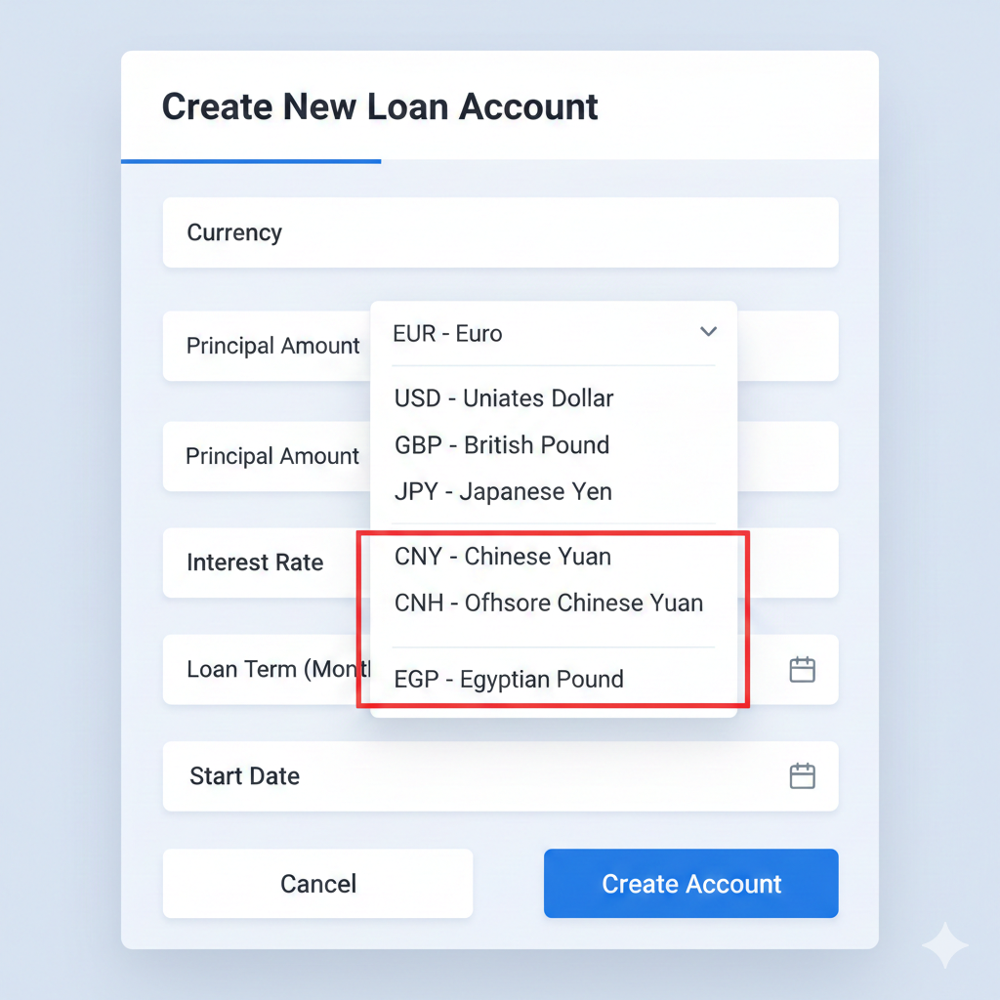 Create New Loan Account
Currency
Principal Amount
EUR - Euro
USD - Uniates Dollar
GBP - British Pound
Principal Amount
JPY - Japanese Yen
Interest Rate
CNY - Chinese Yuan
CNH - Ofhsore Chinese Yuan
Loan Term (Month
EGP - Egyptian Pound
Start Date
Cancel
Create Account